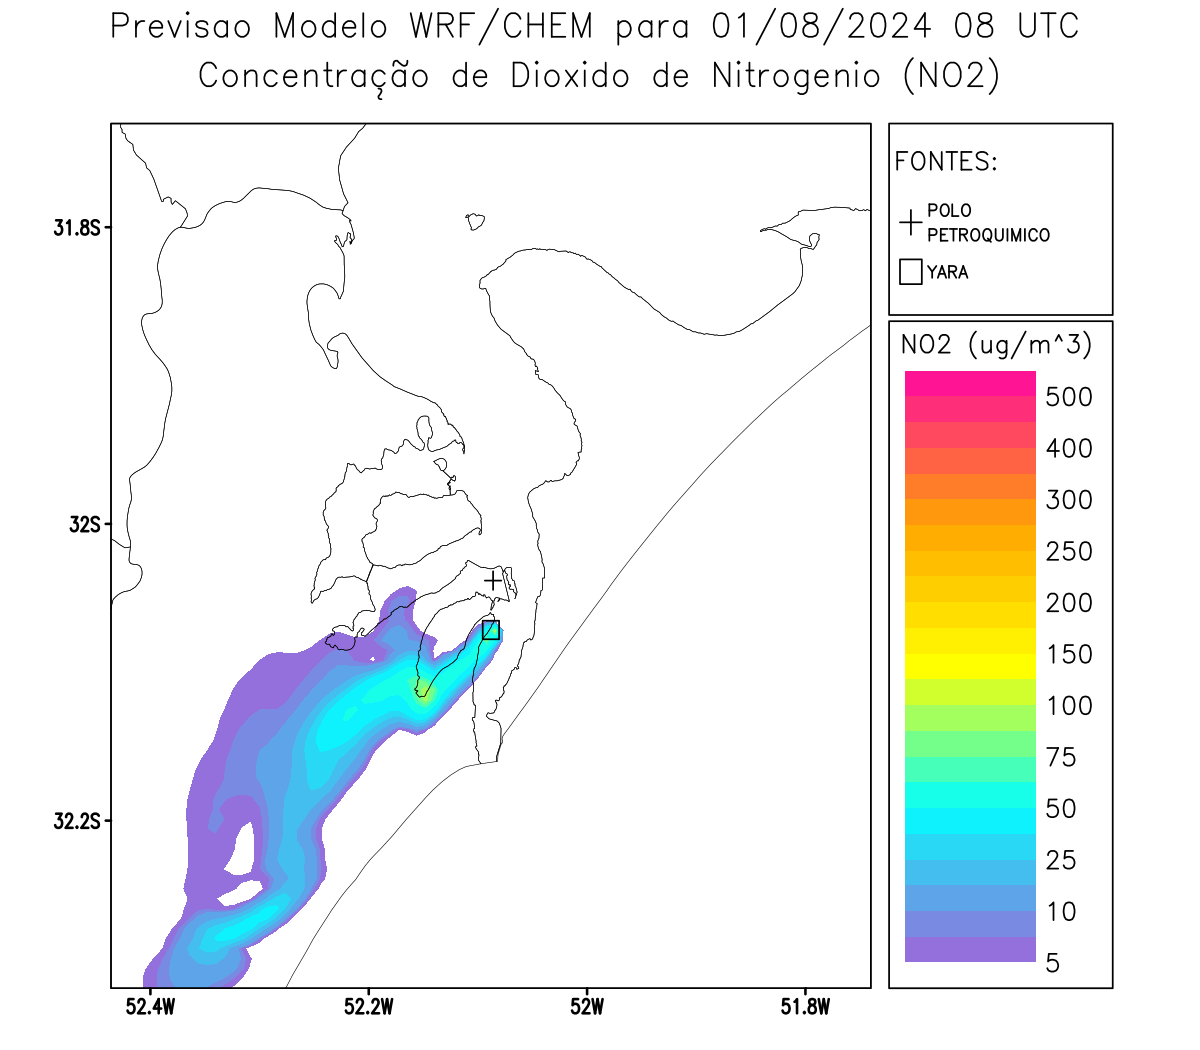 Previsao Modelo WRF/CHEM para 01/08/2024 08 UTC
Concentração de Dioxido de Nitrogenio (NO2)
FONTES:
POLO
PETROQUIMICO
YARA
NO2 (ug/m^3)
500
400
300
250
200
150
100
75
50
25
10
5
31.8S
32S
32.2S
52.4W
52.2W
52W
51.8W